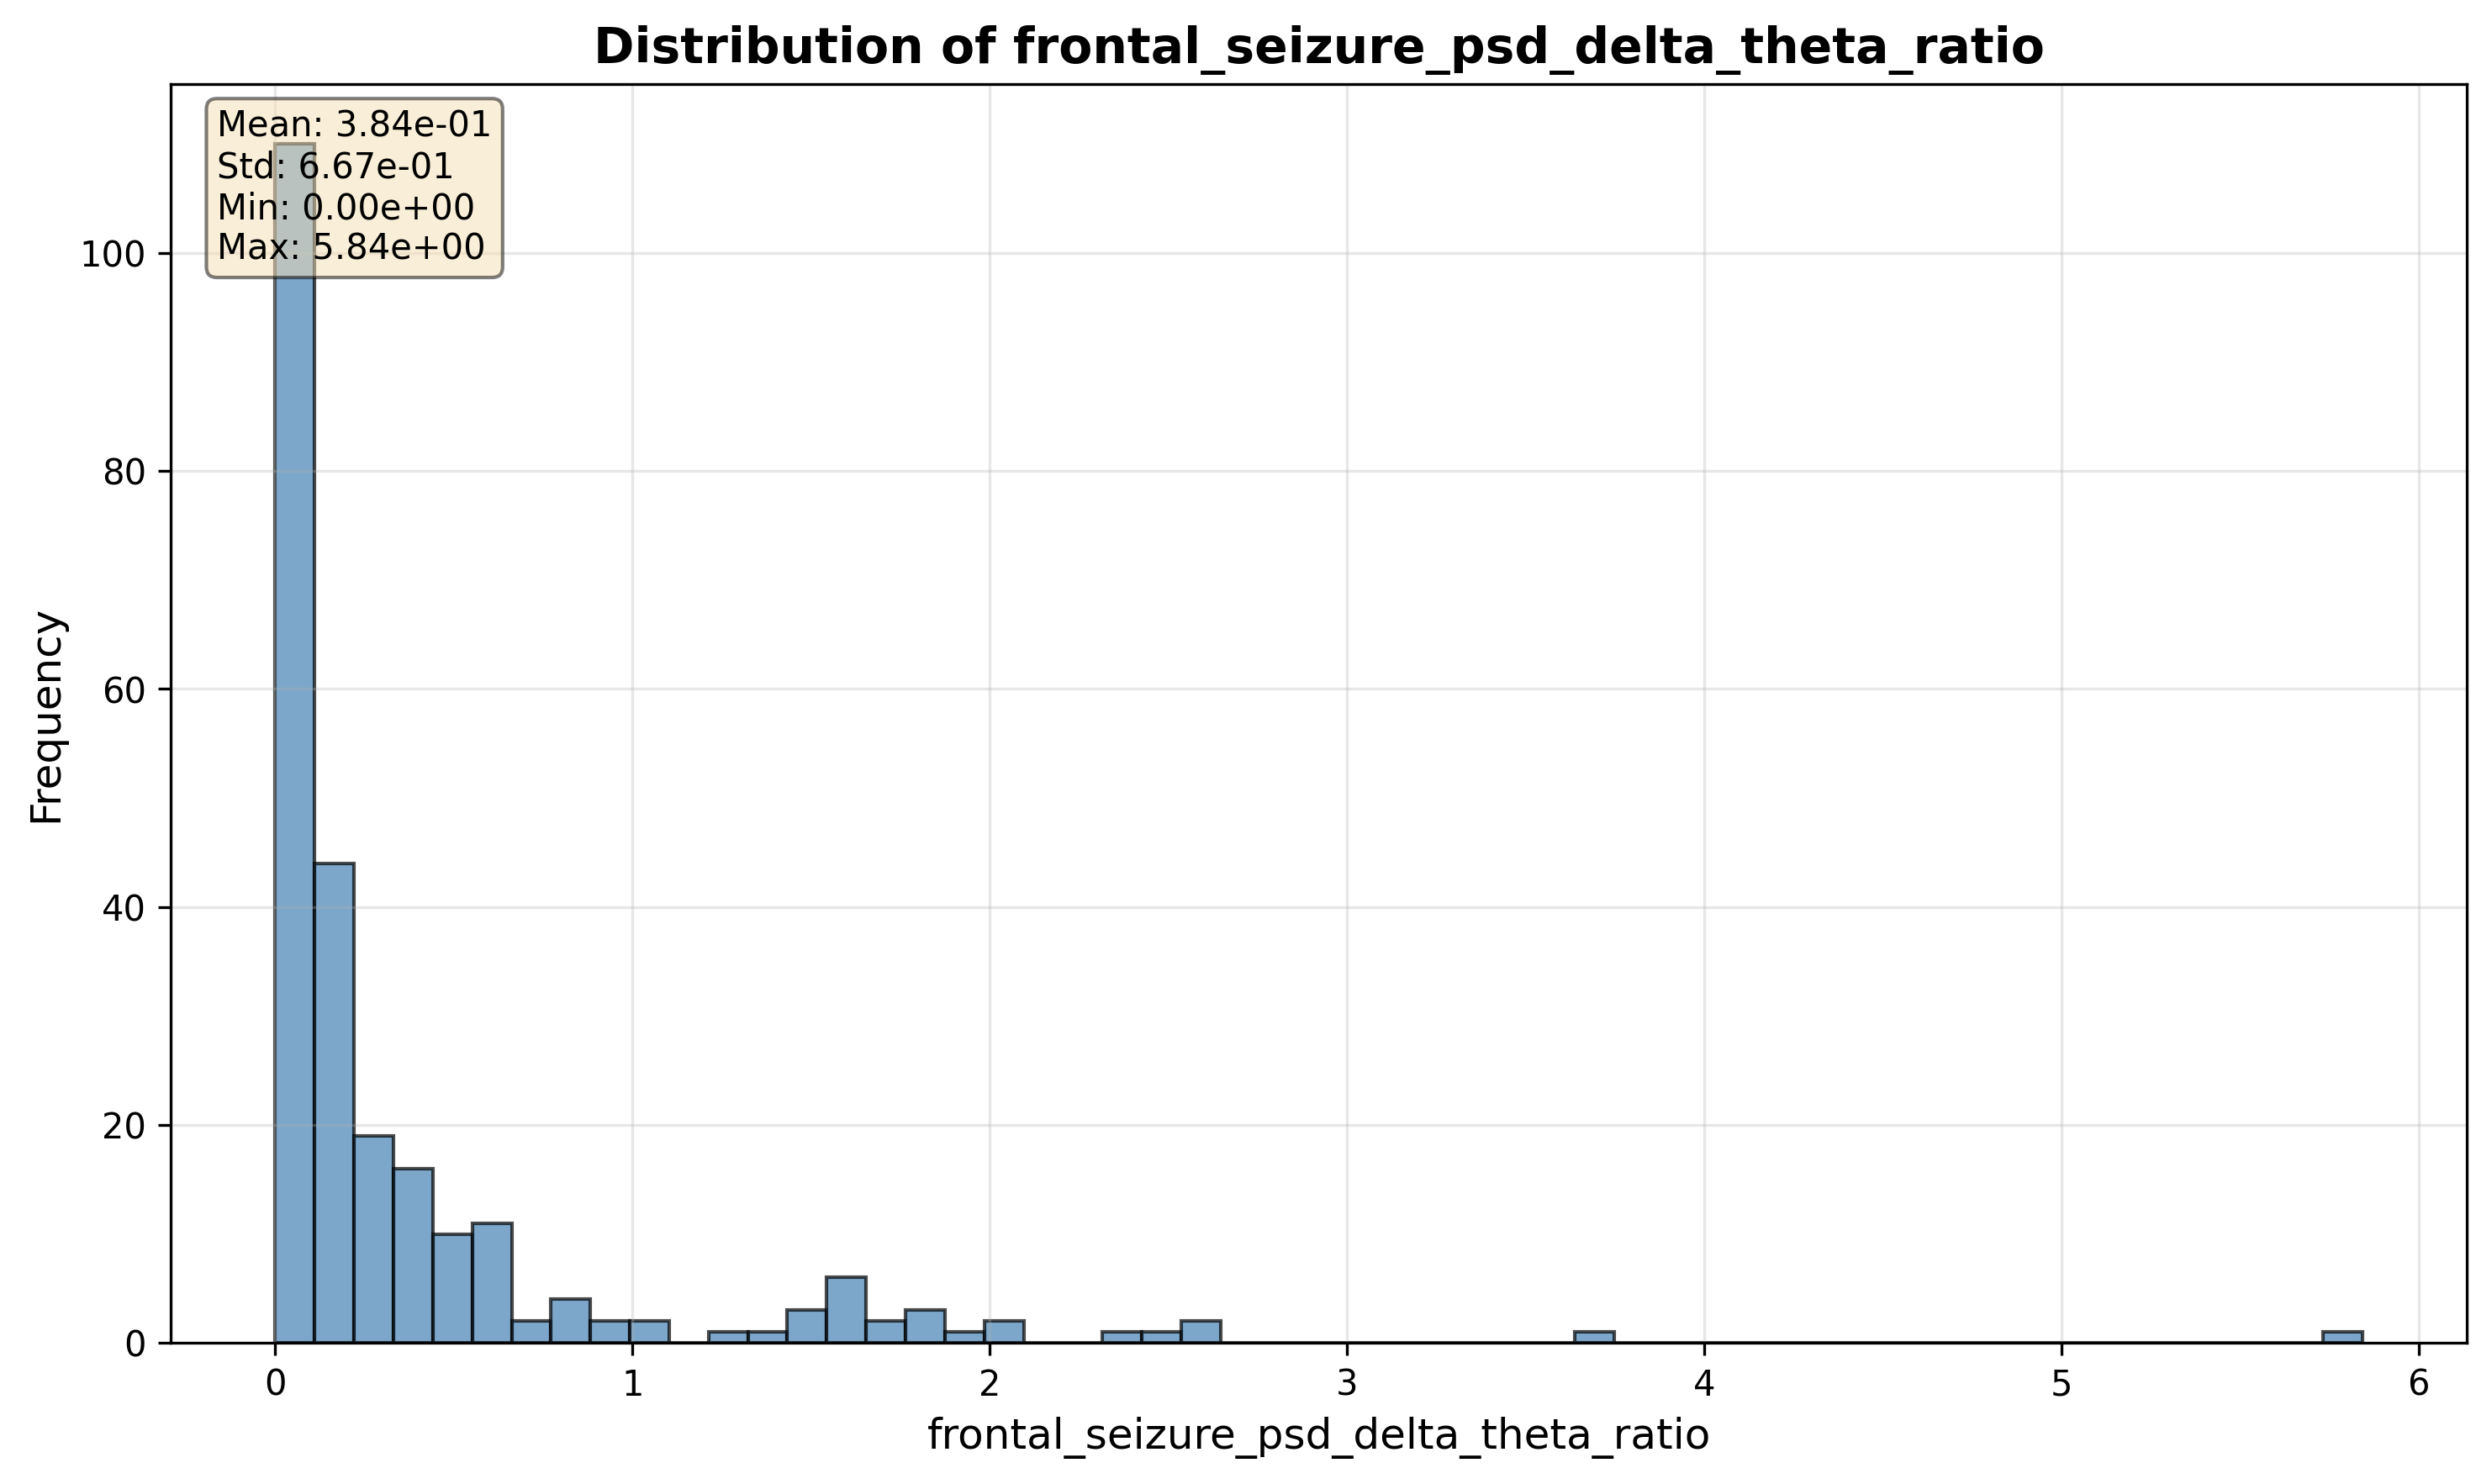 Distribution of frontal_seizure_psd_delta_theta_ratio
Mean: 3.84e-01
Std: 6.67e-01
Min: 0.00e+00
Max: 5.84e+00
Frequency
100
80
60
40
20
0
0 1 2 3 4 5 6
frontal_seizure_psd_delta_theta_ratio